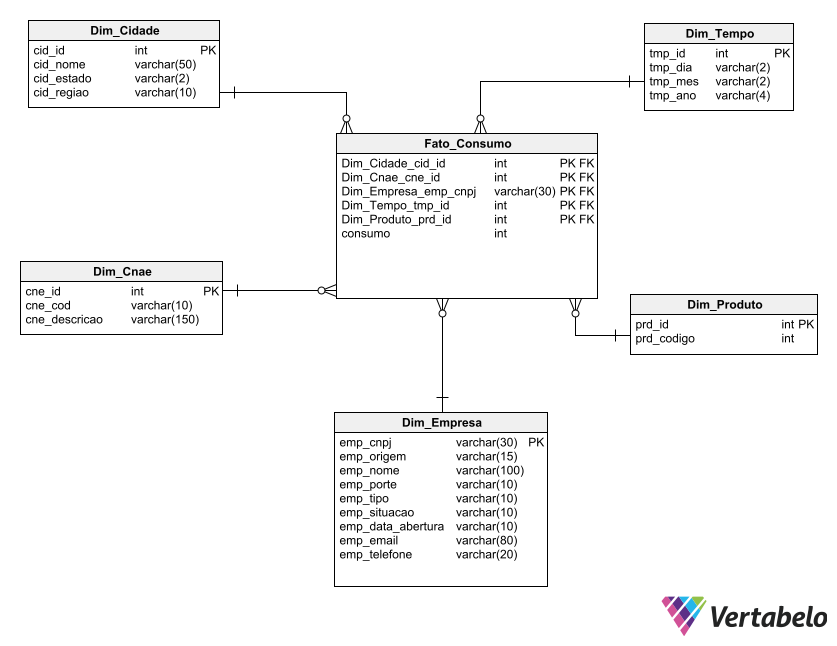 Dim_Cidade
cid_id int PK
cid_nome varchar(50)
cid_estado varchar(2)
cid_regiao varchar(10)
Dim_Tempo
tmp_id int PK
tmp_dia varchar(2)
tmp_mes varchar(2)
tmp_ano varchar(4)
Fato_Consumo
Dim_Cidade_cid_id int PK FK
Dim_Cnae_cne_id int PK FK
Dim_Empresa_emp_cnpj varchar(30) PK FK
Dim_Tempo_tmp_id int PK FK
Dim_Produto_prd_id int PK FK
consumo int
Dim_Cnae
cne_id int PK
cne_cod varchar(10)
cne_descricao varchar(150)
Dim_Produto
prd_id int PK
prd_codigo int
Dim_Empresa
emp_cnpj varchar(30) PK
emp_origem varchar(15)
emp_nome varchar(100)
emp_porte varchar(10)
emp_tipo varchar(10)
emp_situacao varchar(10)
emp_data_abertura varchar(10)
emp_email varchar(80)
emp_telefone varchar(20)
Vertabelo